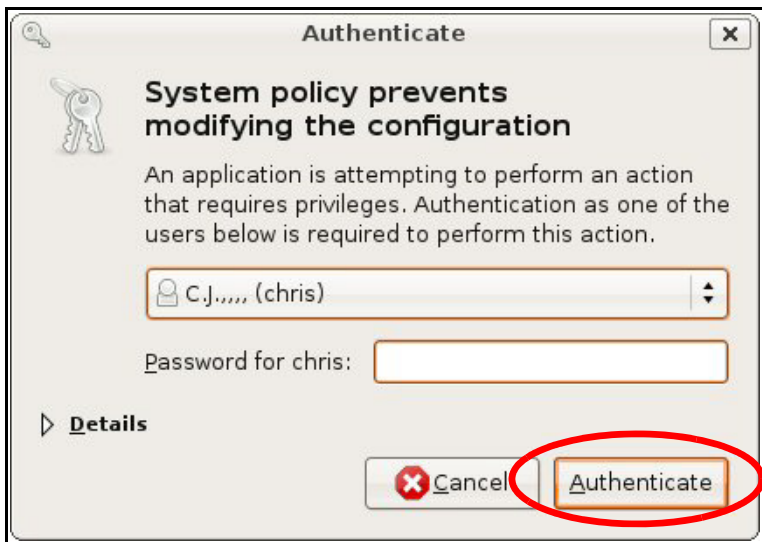 Authenticate
System policy prevents
modifying the configuration
An application is attempting to perform an action
that requires privileges. Authentication as one of the
users below is required to perform this action.
C.J.,,,,, (chris)
Password for chris:
Details
Cancel Authenticate